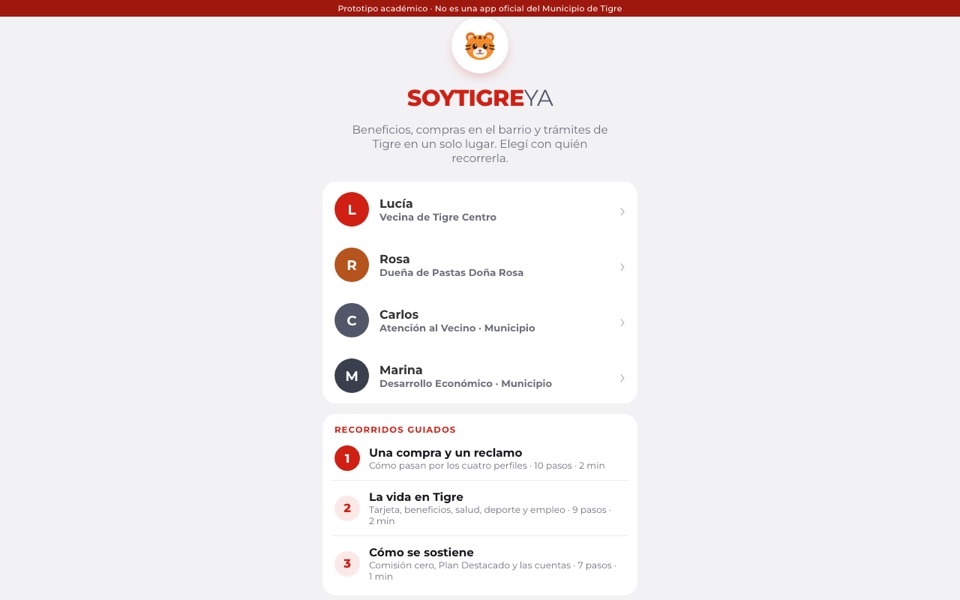 Prototipo académico · No es una app oficial del Municipio de Tigre
SOYTIGREYA
Beneficios, compras en el barrio y trámites de
Tigre en un solo lugar. Elegí con quién
recorrerla.
L
Lucía
Vecina de Tigre Centro
R
Rosa
Dueña de Pastas Doña Rosa
C
Carlos
Atención al Vecino · Municipio
M
Marina
Desarrollo Económico · Municipio
RECORRIDOS GUIADOS
1
Una compra y un reclamo
Cómo pasan por los cuatro perfiles · 10 pasos · 2 min
2
La vida en Tigre
Tarjeta, beneficios, salud, deporte y empleo · 9 pasos ·
2 min
3
Cómo se sostiene
Comisión cero, Plan Destacado y las cuentas · 7 pasos ·
1 min